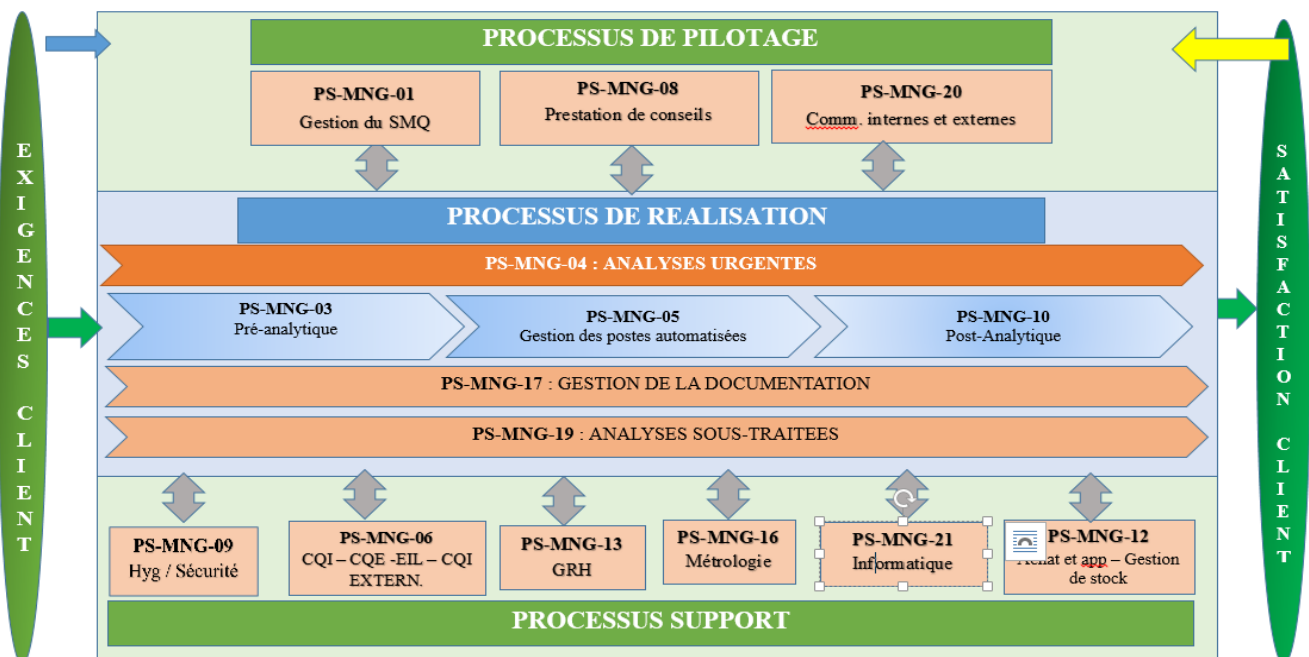 EXIGENCES CLIENT
PROCESSUS DE PILOTAGE
PS-MNG-01
Gestion du SMQ
PS-MNG-08
Prestation de conseils
PS-MNG-20
Comm. internes et externes
PROCESSUS DE REALISATION
PS-MNG-04 : ANALYSES URGENTES
PS-MNG-03
Pré-analytique
PS-MNG-05
Gestion des postes automatisées
PS-MNG-10
Post-Analytique
PS-MNG-17 : GESTION DE LA DOCUMENTATION
PS-MNG-19 : ANALYSES SOUS-TRAITEES
PS-MNG-09
Hyg / Sécurité
PS-MNG-06
CQI – CQE -EIL – CQI
EXTERN.
PS-MNG-13
GRH
PS-MNG-16
Métrologie
PS-MNG-21
Informatique
PS-MNG-12
et app – Gestion
de stock
PROCESSUS SUPPORT
SATISFACTION CLIENT